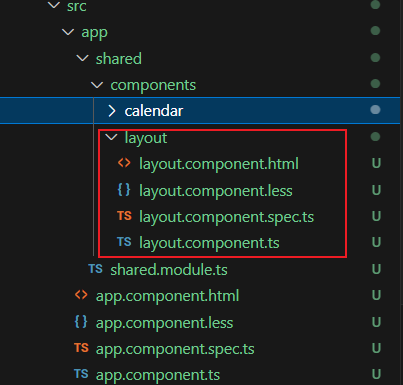 src
app
shared
components
calendar
layout
<> layout.component.html U
{ } layout.component.less U
TS layout.component.spec.ts U
TS layout.component.ts U
TS shared.module.ts U
<> app.component.html U
{ } app.component.less U
TS app.component.spec.ts U
TS app.component.ts U